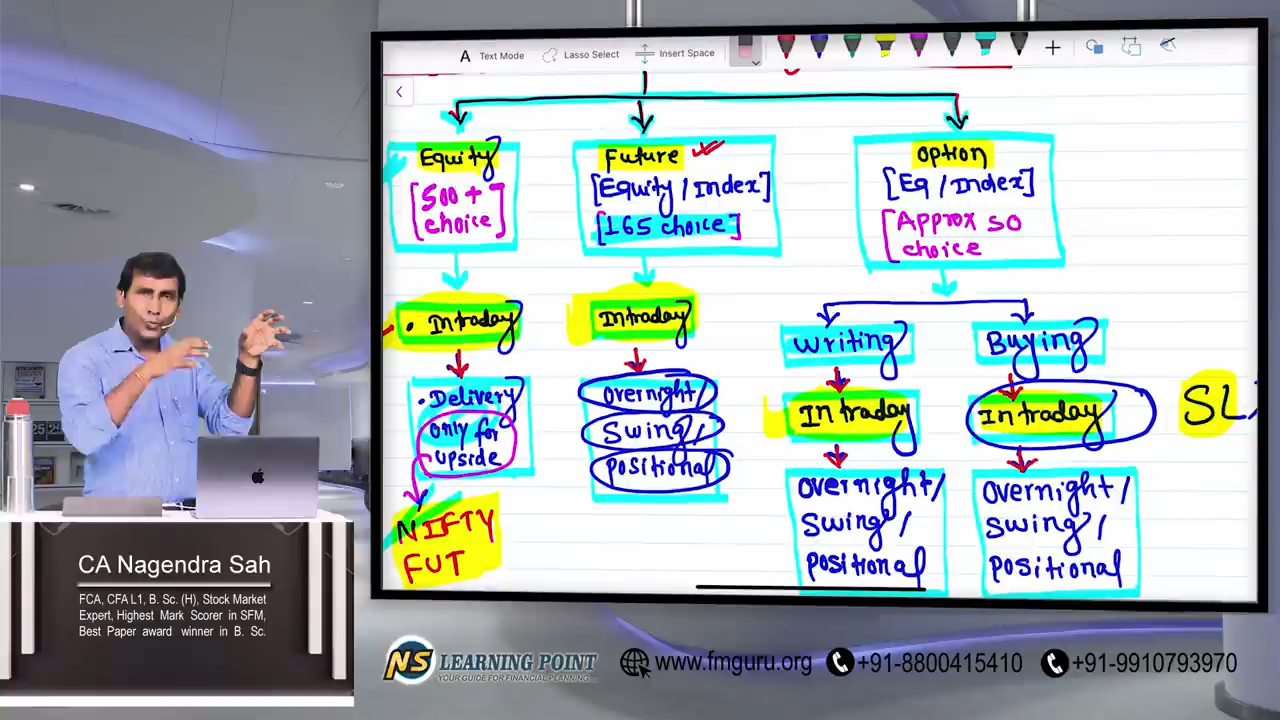 Text Mode
Lasso Select
Insert Space
Equity
[500+
choice]
Future
[Equity/Index]
[165 choice]
Option
[Eq/Index]
[Approx 50
choice
• Intraday
Intraday
Writing
Buying
• Delivery
only for
upside
overnight/
Swing/
positional
Intraday
Intraday
SL
NIFTY
FUT
overnight/
Swing/
positional
overnight/
Swing/
positional
CA Nagendra Sah
FCA, CFA L1, B. Sc. (H), Stock Market
Expert, Highest Mark Scorer in SFM,
Best Paper award winner in B. Sc.
NS LEARNING POINT
YOUR GUIDE FOR FINANCIAL PLANNING...
www.fmguru.org
+91-8800415410
+91-9910793970